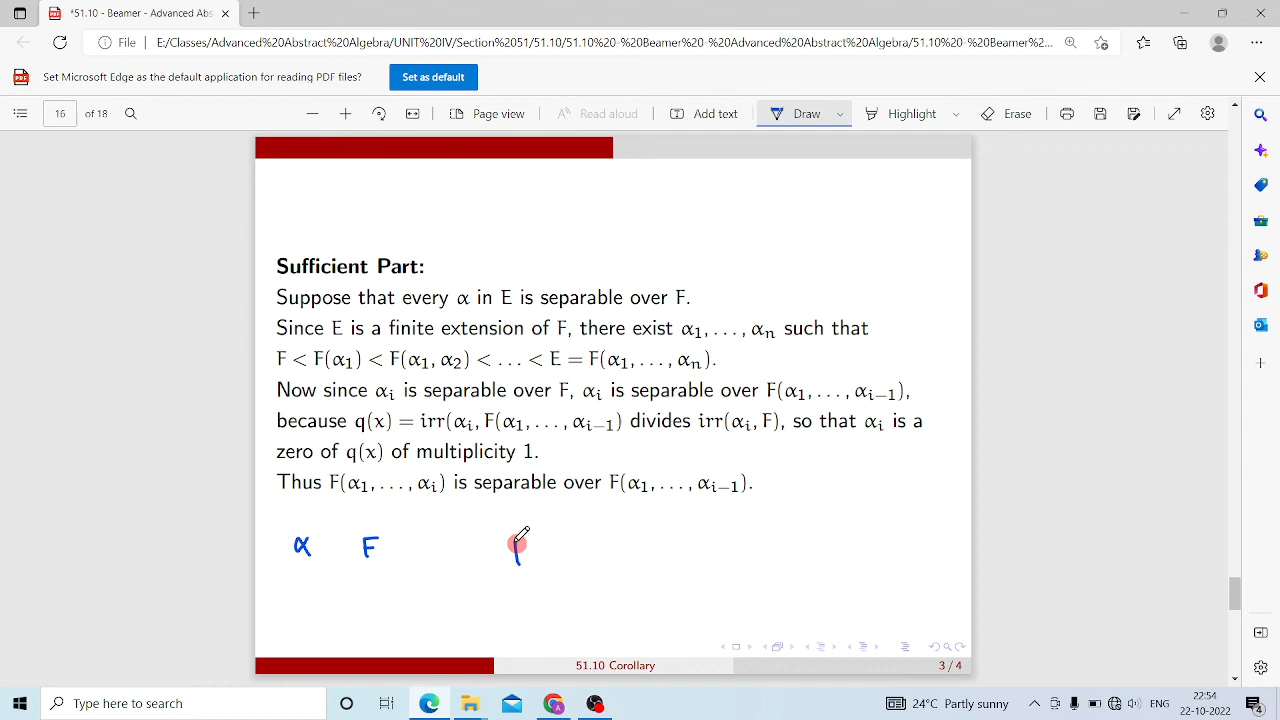 *51.10 - Beamer - Advanced Abs
File
E:/Classes/Advanced%20Abstract%20Algebra/UNIT%20IV/Section%2051/51.10/51.10%20-%20Beamer%20-%20Advanced%20Abstract%20Algebra/51.10%20-%20Beamer%2...
Set Microsoft Edge as the default application for reading PDF files?
Set as default
16 of 18
Page view
Read aloud
Add text
Draw
Highlight
Erase
Sufficient Part:
Suppose that every α in E is separable over F.
Since E is a finite extension of F, there exist α₁, . . . , αₙ such that
F < F(α₁) < F(α₁, α₂) < . . . < E = F(α₁, . . . , αₙ).
Now since αᵢ is separable over F, αᵢ is separable over F(α₁, . . . , αᵢ₋₁),
because q(x) = irr(αᵢ, F(α₁, . . . , αᵢ₋₁) divides irr(αᵢ, F), so that αᵢ is a
zero of q(x) of multiplicity 1.
Thus F(α₁, . . . , αᵢ) is separable over F(α₁, . . . , αᵢ₋₁).
α F
51.10 Corollary
3 / 4
Type here to search
24°C Partly sunny
ENG
22:54
22-10-2022
4